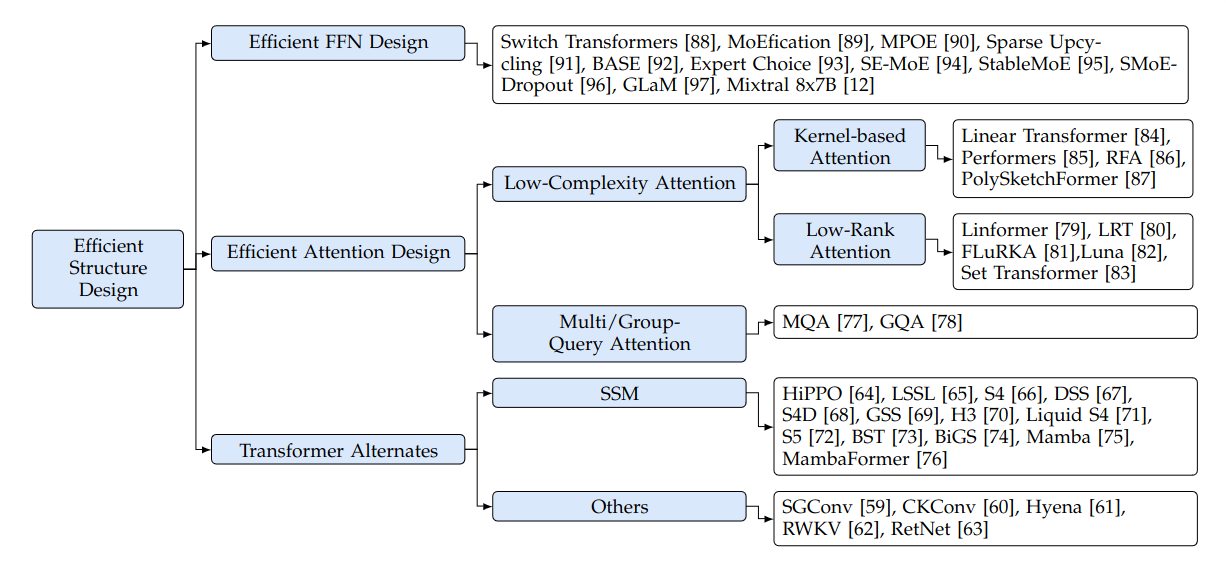 Efficient FFN Design
Switch Transformers [88], MoEfication [89], MPOE [90], Sparse Upcy-
cling [91], BASE [92], Expert Choice [93], SE-MoE [94], StableMoE [95], SMoE-
Dropout [96], GLaM [97], Mixtral 8x7B [12]
Efficient
Structure
Design
Efficient Attention Design
Low-Complexity Attention
Kernel-based
Attention
Linear Transformer [84],
Performers [85], RFA [86],
PolySketchFormer [87]
Low-Rank
Attention
Linformer [79], LRT [80],
FLuRKA [81],Luna [82],
Set Transformer [83]
Multi/Group-
Query Attention
MQA [77], GQA [78]
Transformer Alternates
SSM
HiPPO [64], LSSL [65], S4 [66], DSS [67],
S4D [68], GSS [69], H3 [70], Liquid S4 [71],
S5 [72], BST [73], BiGS [74], Mamba [75],
MambaFormer [76]
Others
SGConv [59], CKConv [60], Hyena [61],
RWKV [62], RetNet [63]